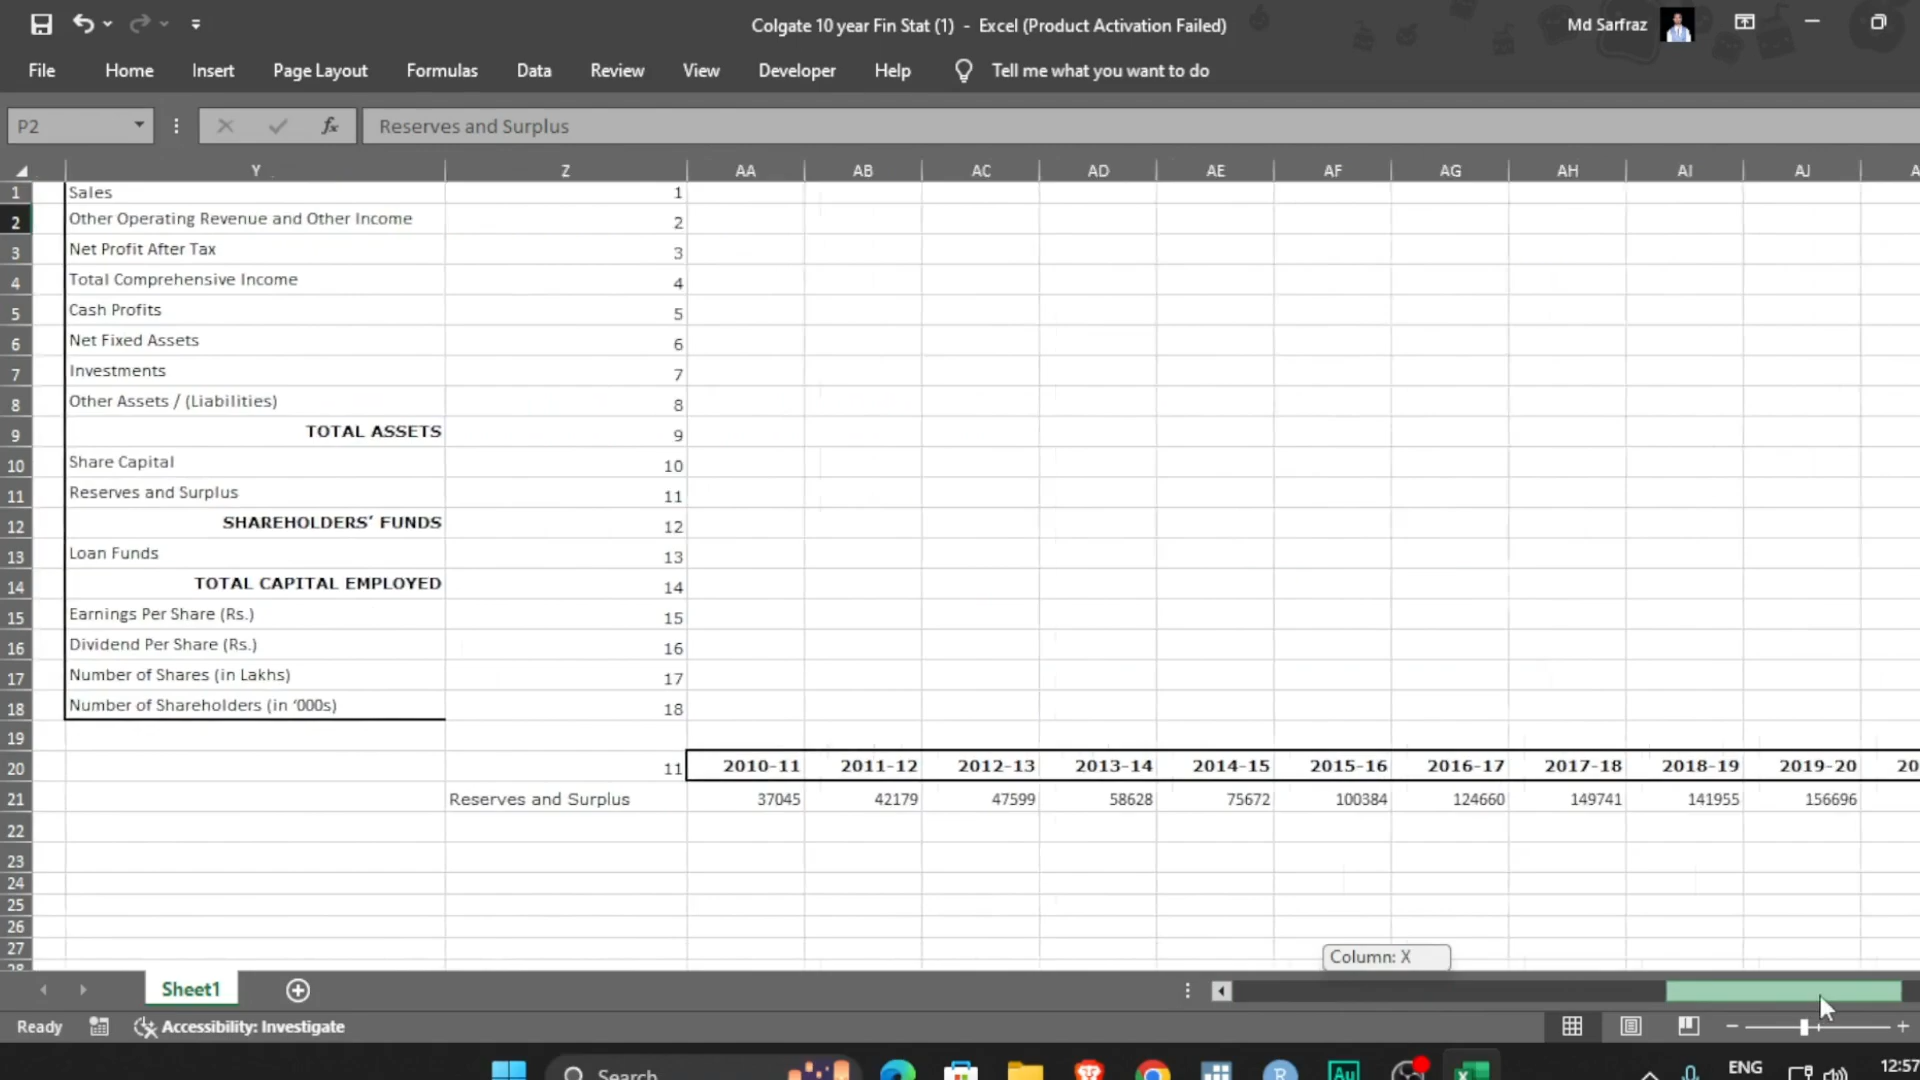 Colgate 10 year Fin Stat (1) - Excel (Product Activation Failed)
Md Sarfraz
File Home Insert Page Layout Formulas Data Review View Developer Help Tell me what you want to do
P2 fx Reserves and Surplus
Y Z AA AB AC AD AE AF AG AH AI AJ
1 Sales 1
2 Other Operating Revenue and Other Income 2
3 Net Profit After Tax 3
4 Total Comprehensive Income 4
5 Cash Profits 5
6 Net Fixed Assets 6
7 Investments 7
8 Other Assets / (Liabilities) 8
9 TOTAL ASSETS 9
10 Share Capital 10
11 Reserves and Surplus 11
12 SHAREHOLDERS’ FUNDS 12
13 Loan Funds 13
14 TOTAL CAPITAL EMPLOYED 14
15 Earnings Per Share (Rs.) 15
16 Dividend Per Share (Rs.) 16
17 Number of Shares (in Lakhs) 17
18 Number of Shareholders (in ‘000s) 18
19
20 11 2010-11 2011-12 2012-13 2013-14 2014-15 2015-16 2016-17 2017-18 2018-19 2019-20 20
21 Reserves and Surplus 37045 42179 47599 58628 75672 100384 124660 149741 141955 156696
22
23
24
25
26
27
28
Column: X
Sheet1
Ready Accessibility: Investigate
Search Au R ENG 12:57